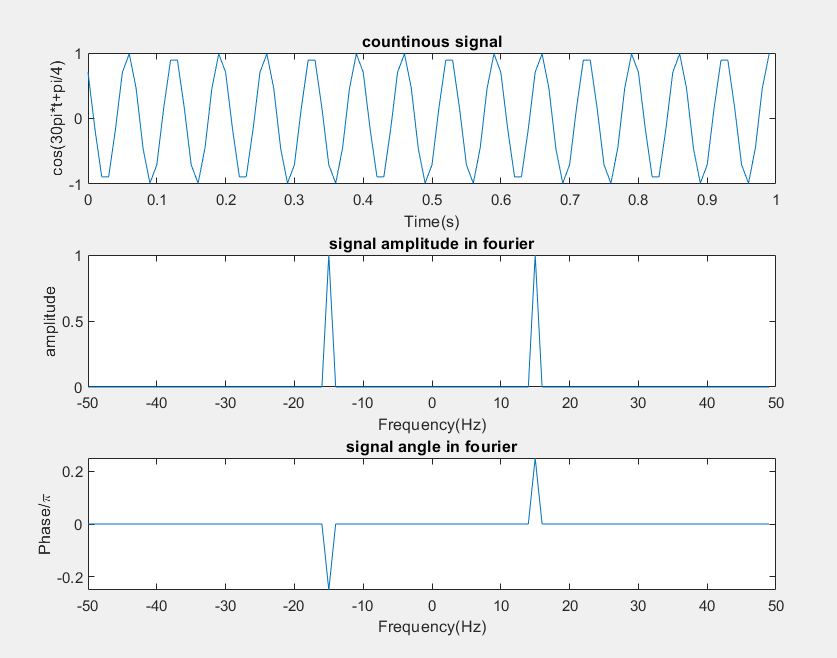 countinous signal
cos(30pi*t+pi/4)
1
0
-1
0 0.1 0.2 0.3 0.4 0.5 0.6 0.7 0.8 0.9 1
Time(s)
signal amplitude in fourier
amplitude
1
0.5
0
-50 -40 -30 -20 -10 0 10 20 30 40 50
Frequency(Hz)
signal angle in fourier
Phase/π
0.2
0
-0.2
-50 -40 -30 -20 -10 0 10 20 30 40 50
Frequency(Hz)